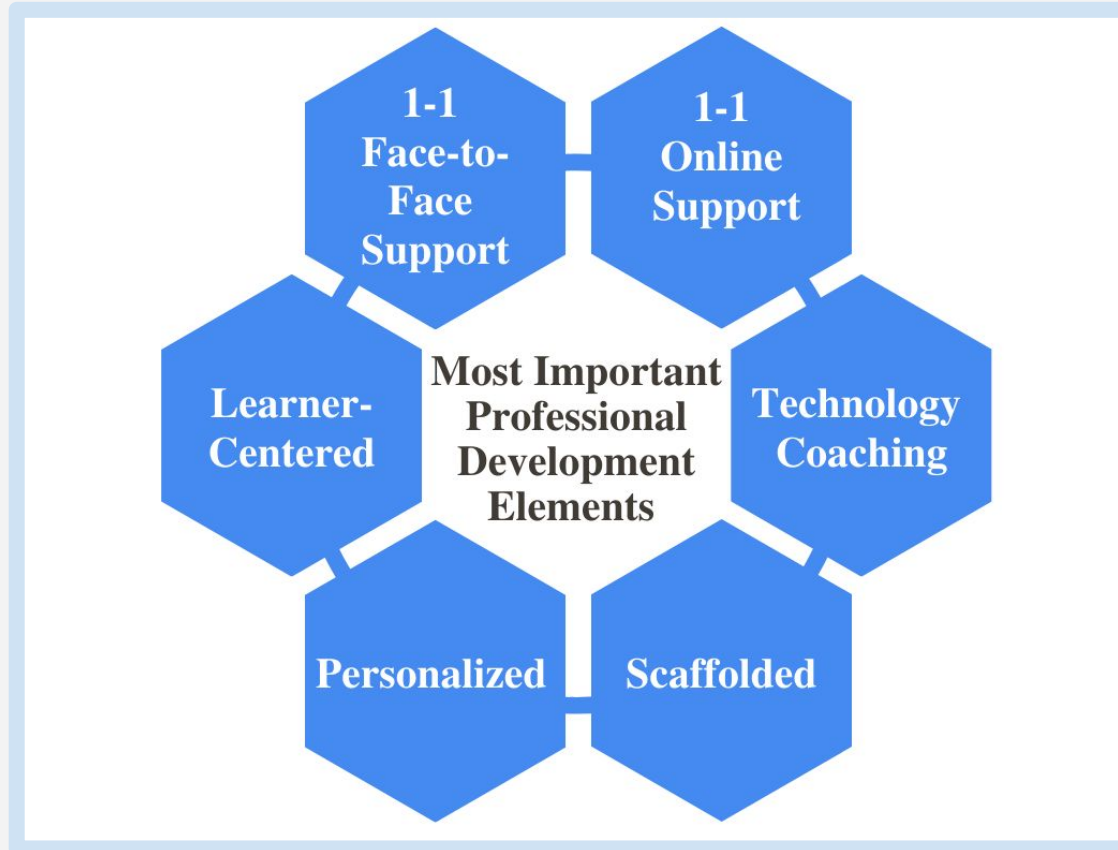 1-1
Face-to-
Face
Support
1-1
Online
Support
Learner-
Centered
Most Important
Professional
Development
Elements
Technology
Coaching
Personalized
Scaffolded